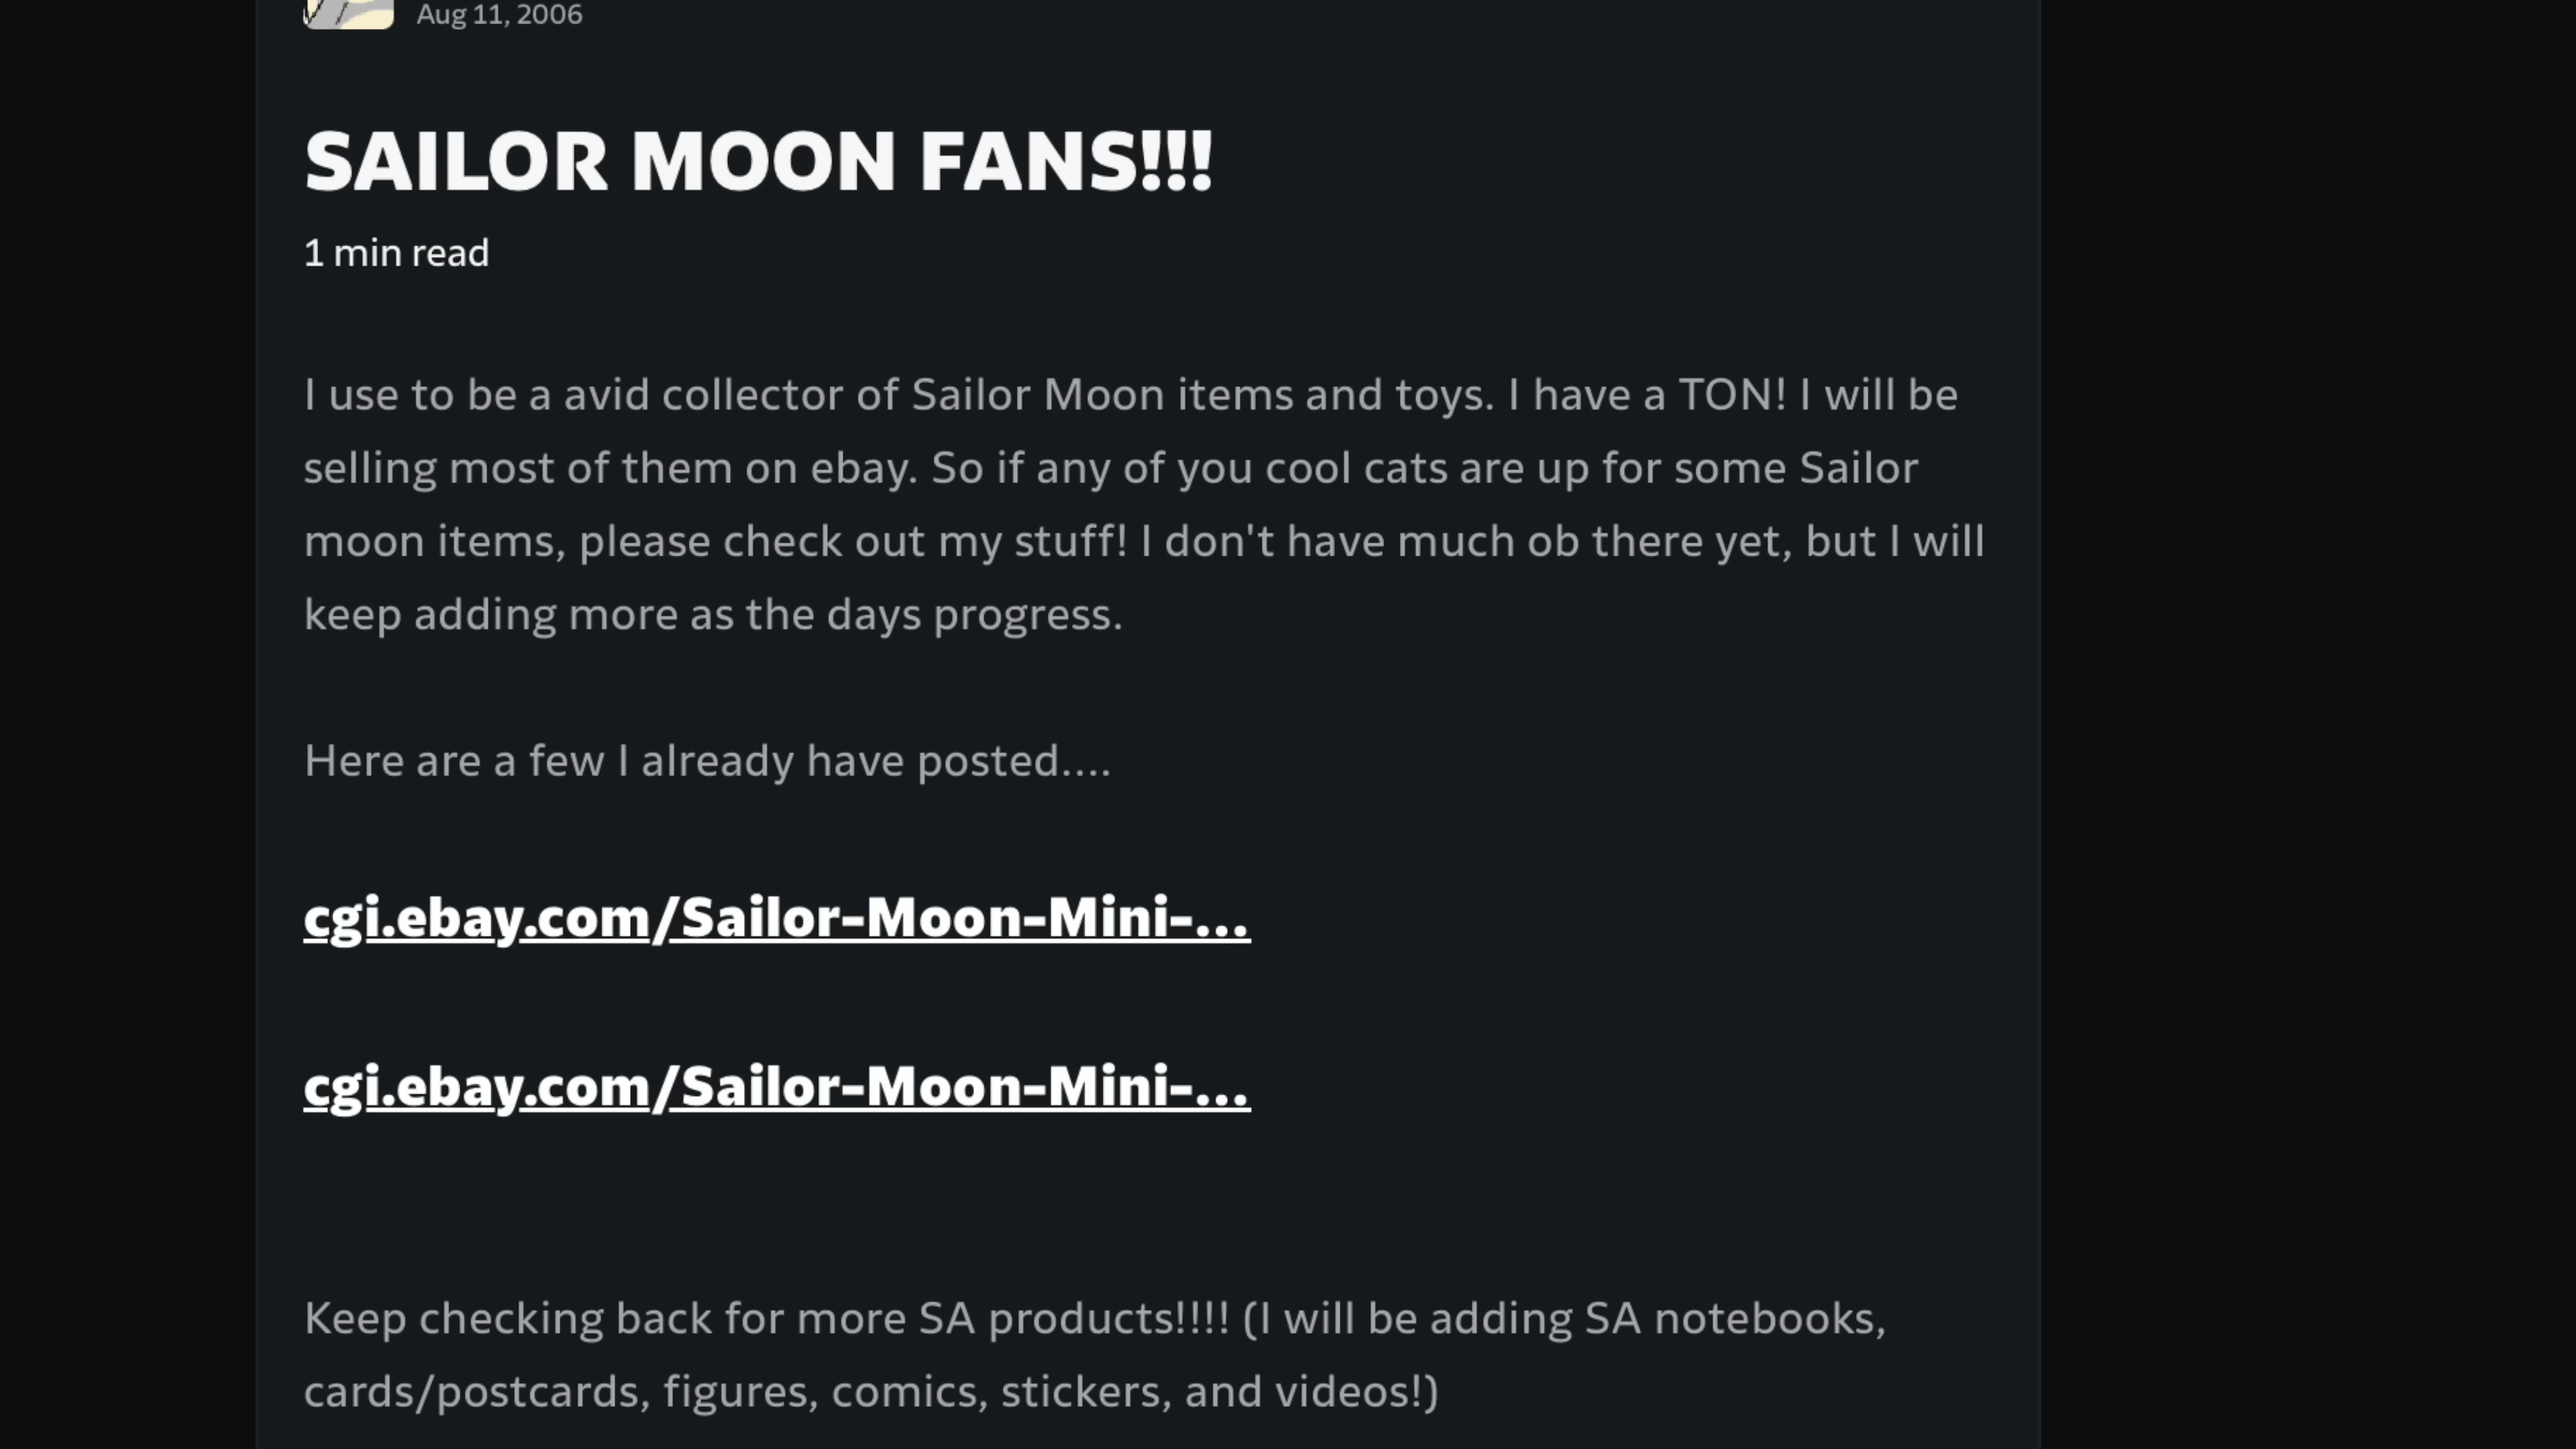 Aug 11, 2006
SAILOR MOON FANS!!!
1 min read
I use to be a avid collector of Sailor Moon items and toys. I have a TON! I will be
selling most of them on ebay. So if any of you cool cats are up for some Sailor
moon items, please check out my stuff! I don't have much ob there yet, but I will
keep adding more as the days progress.
Here are a few I already have posted....
cgi.ebay.com/Sailor-Moon-Mini-...
cgi.ebay.com/Sailor-Moon-Mini-...
Keep checking back for more SA products!!!! (I will be adding SA notebooks,
cards/postcards, figures, comics, stickers, and videos!)